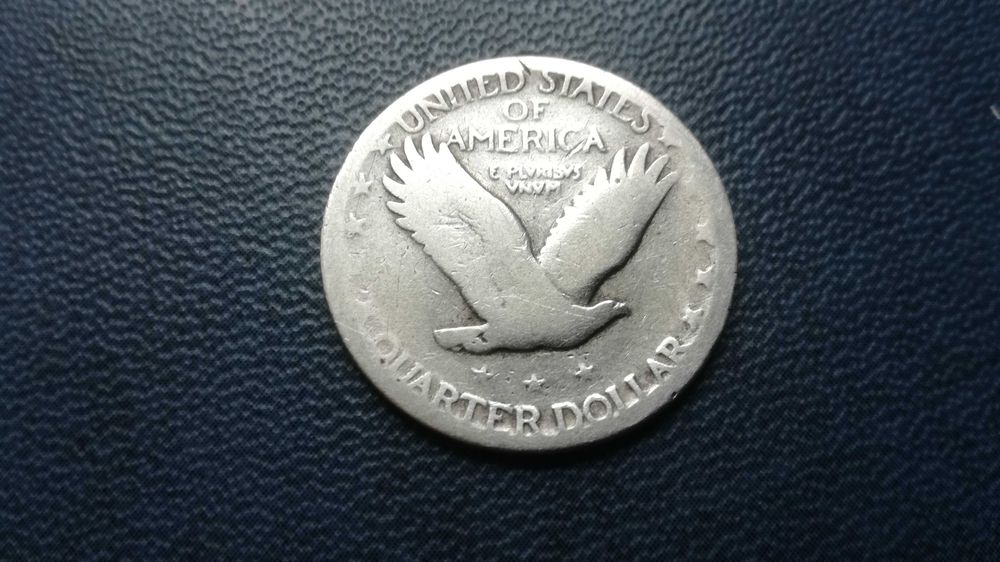 UNITED STATES
OF
AMERICA
E PLVRIBVS
VNVM
QUARTER DOLLAR